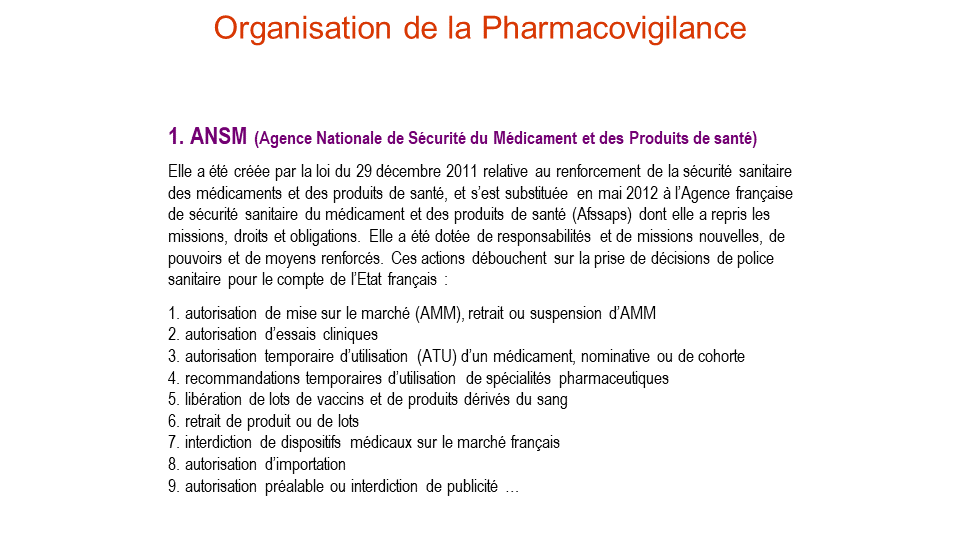 Organisation de la Pharmacovigilance
1. ANSM (Agence Nationale de Sécurité du Médicament et des Produits de santé)
Elle a été créée par la loi du 29 décembre 2011 relative au renforcement de la sécurité sanitaire
des médicaments et des produits de santé, et s’est substituée en mai 2012 à l’Agence française
de sécurité sanitaire du médicament et des produits de santé (Afssaps) dont elle a repris les
missions, droits et obligations. Elle a été dotée de responsabilités et de missions nouvelles, de
pouvoirs et de moyens renforcés. Ces actions débouchent sur la prise de décisions de police
sanitaire pour le compte de l’Etat français :
1. autorisation de mise sur le marché (AMM), retrait ou suspension d’AMM
2. autorisation d’essais cliniques
3. autorisation temporaire d’utilisation (ATU) d’un médicament, nominative ou de cohorte
4. recommandations temporaires d’utilisation de spécialités pharmaceutiques
5. libération de lots de vaccins et de produits dérivés du sang
6. retrait de produit ou de lots
7. interdiction de dispositifs médicaux sur le marché français
8. autorisation d’importation
9. autorisation préalable ou interdiction de publicité …